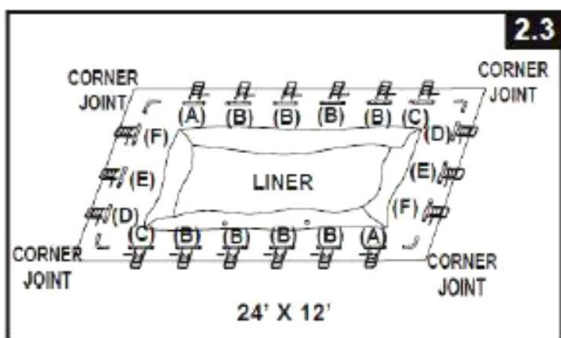 2.3
CORNER
JOINT
CORNER
JOINT
(A) (B) (B) (B) (B) (C)
(F) (D)
(E) LINER (E)
(D) (F)
(C) (B) (B) (B) (B) (A)
CORNER
JOINT
CORNER
JOINT
24' X 12'